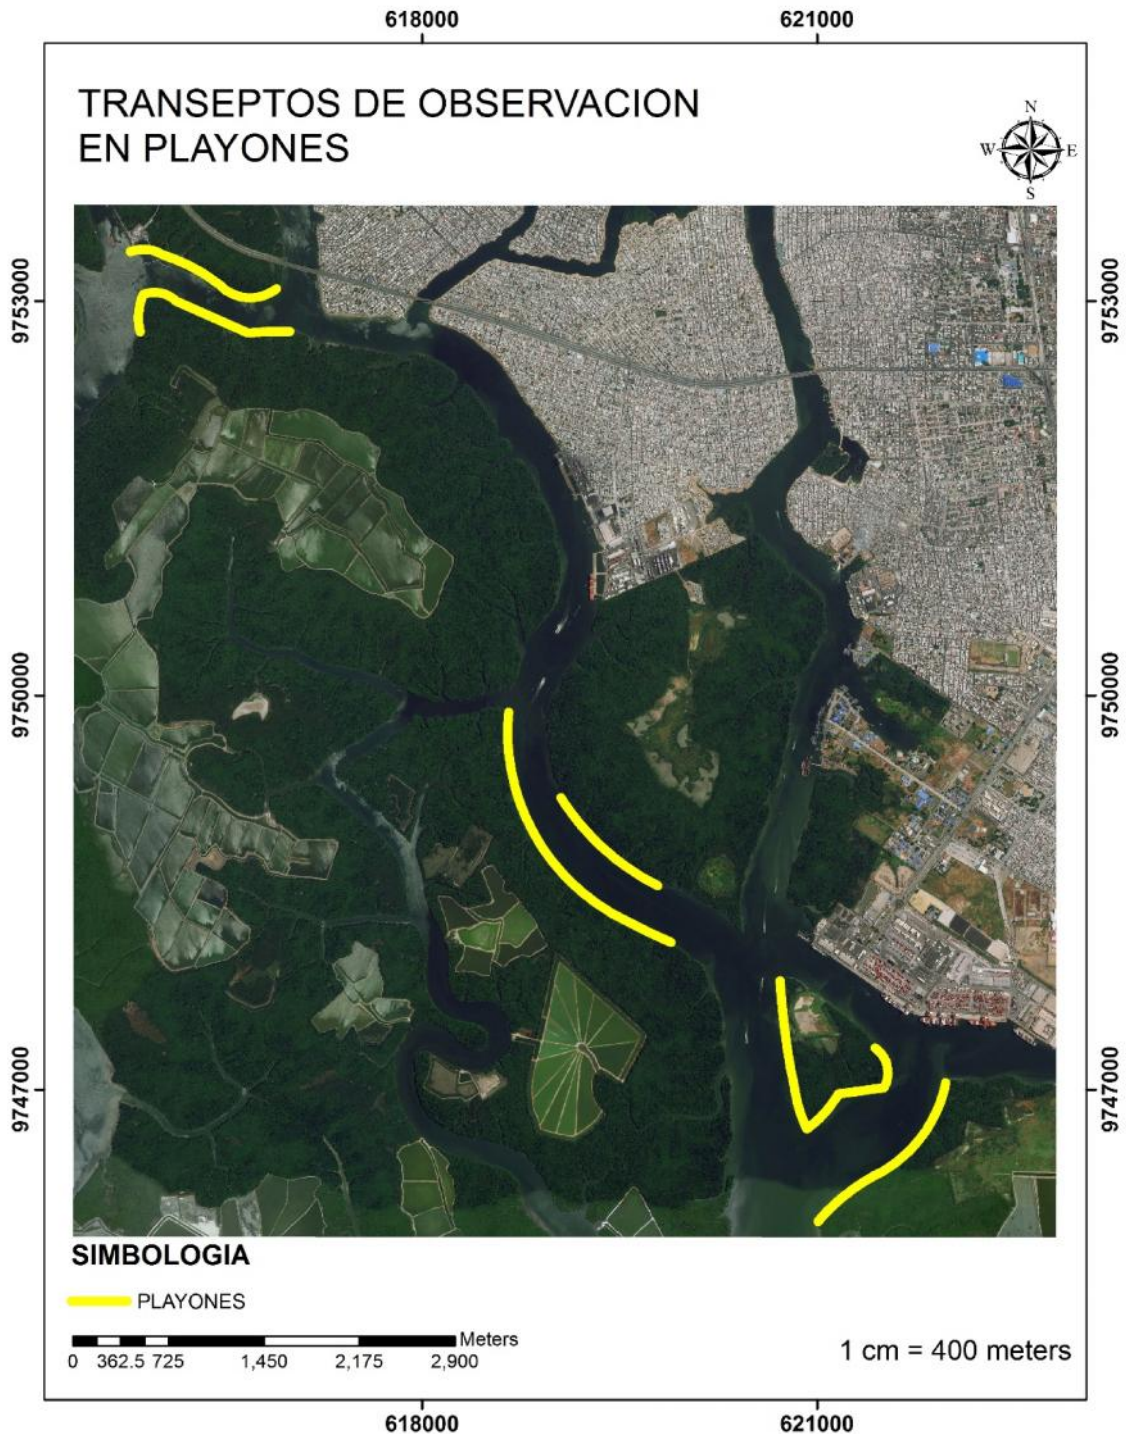 618000 621000
TRANSEPTOS DE OBSERVACION
EN PLAYONES
N
W E
S
9753000 9753000
9750000 9750000
9747000 9747000
SIMBOLOGIA
PLAYONES
Meters
0 362.5 725 1,450 2,175 2,900
1 cm = 400 meters
618000 621000